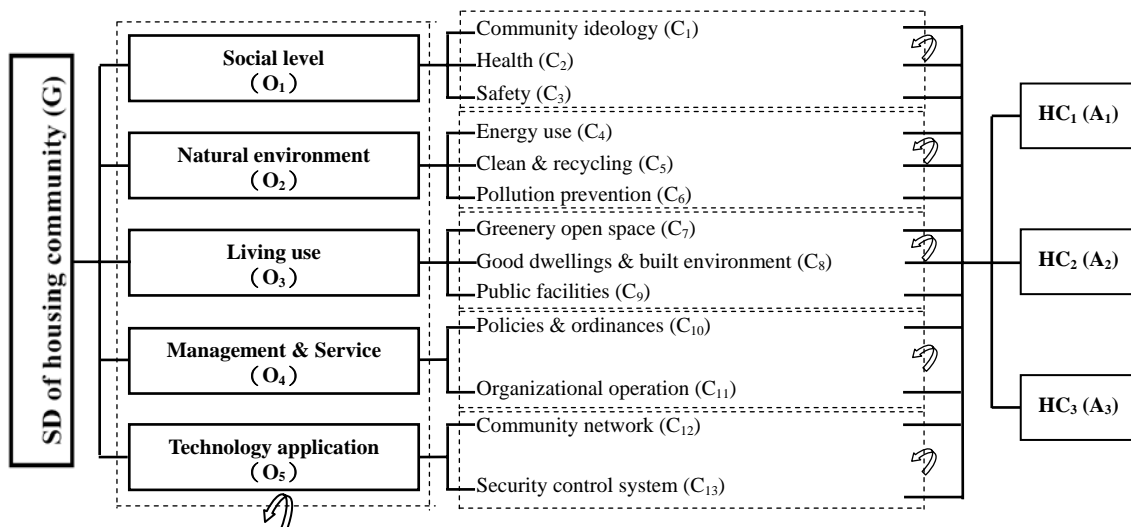 SD of housing community (G)
Social level
(O₁)
Natural environment
(O₂)
Living use
(O₃)
Management & Service
(O₄)
Technology application
(O₅)
Community ideology (C₁)
Health (C₂)
Safety (C₃)
Energy use (C₄)
Clean & recycling (C₅)
Pollution prevention (C₆)
Greenery open space (C₇)
Good dwellings & built environment (C₈)
Public facilities (C₉)
Policies & ordinances (C₁₀)
Organizational operation (C₁₁)
Community network (C₁₂)
Security control system (C₁₃)
HC₁ (A₁)
HC₂ (A₂)
HC₃ (A₃)